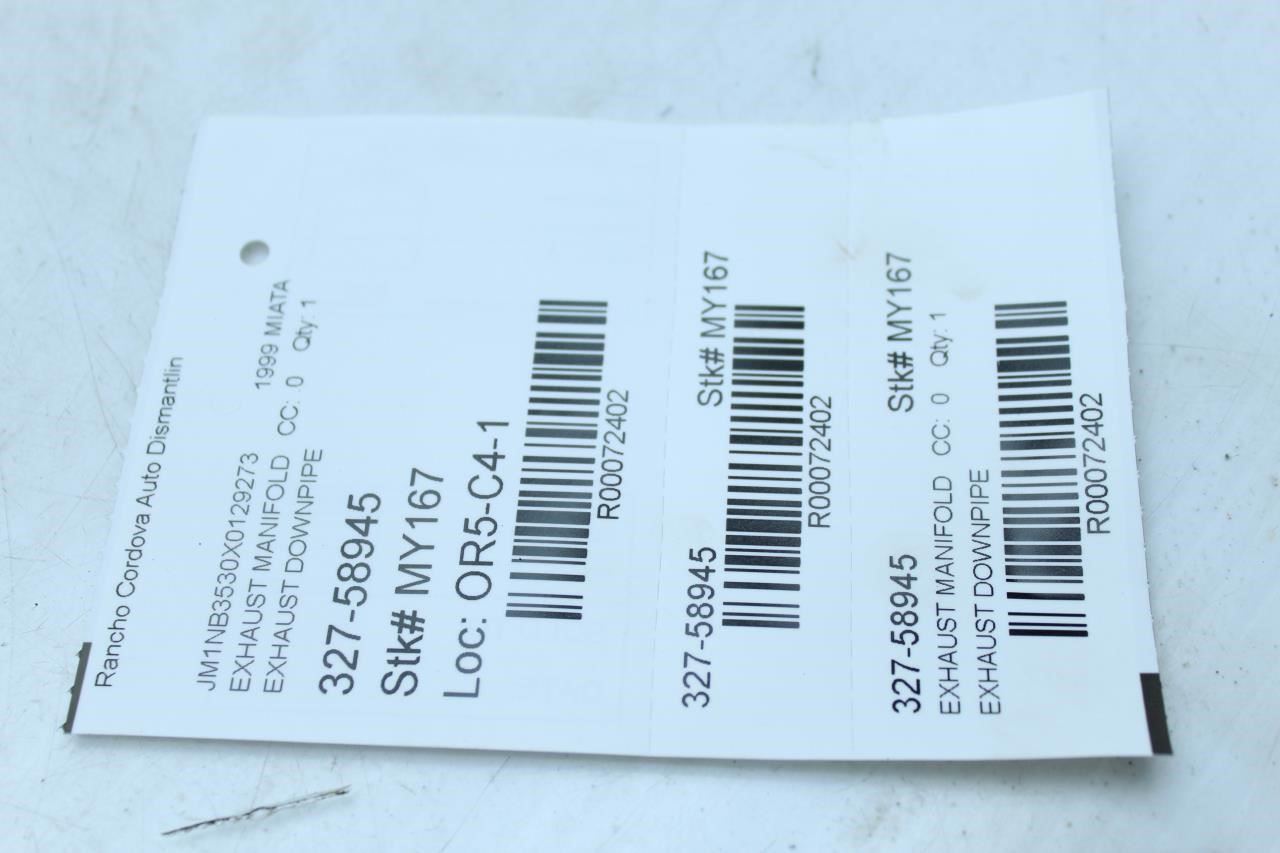 Rancho Cordova Auto Dismantlin
JM1NB3530X0129273 1999 MIATA
EXHAUST MANIFOLD CC: 0 Qty: 1
EXHAUST DOWNPIPE
327-58945
Stk# MY167
Loc: OR5-C4-1
R00072402
327-58945 Stk# MY167
R00072402
327-58945 Stk# MY167
EXHAUST MANIFOLD CC: 0 Qty: 1
EXHAUST DOWNPIPE
R00072402